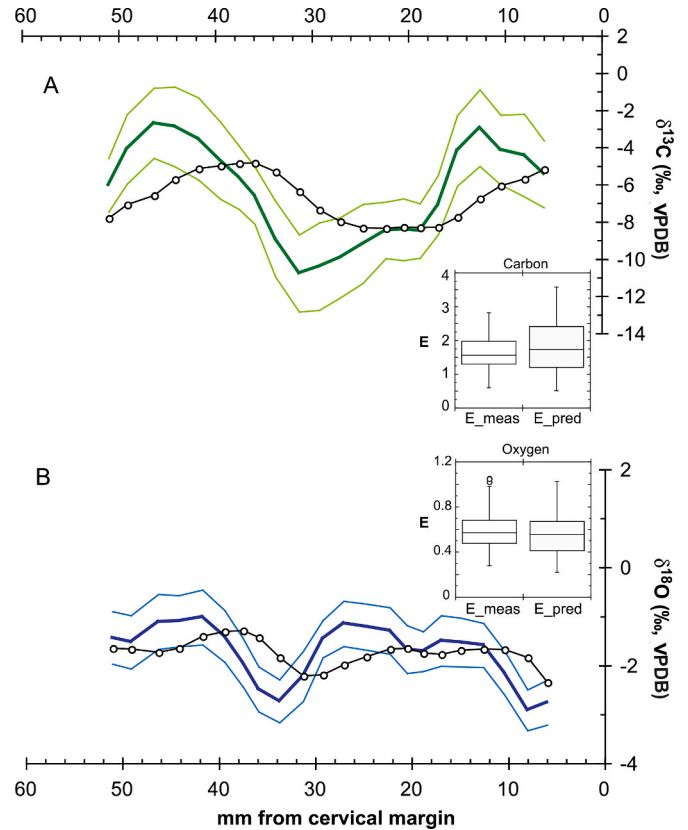 60 50 40 30 20 10 0
A
2
0
-2
-4
-6
-8
-10
-12
-14
δ13C (‰, VPDB)
Carbon
4
3
2
1
0
E
E_meas E_pred
B
Oxygen
1.2
0.8
0.4
0
E
E_meas E_pred
2
0
-2
-4
δ18O (‰, VPDB)
60 50 40 30 20 10 0
mm from cervical margin